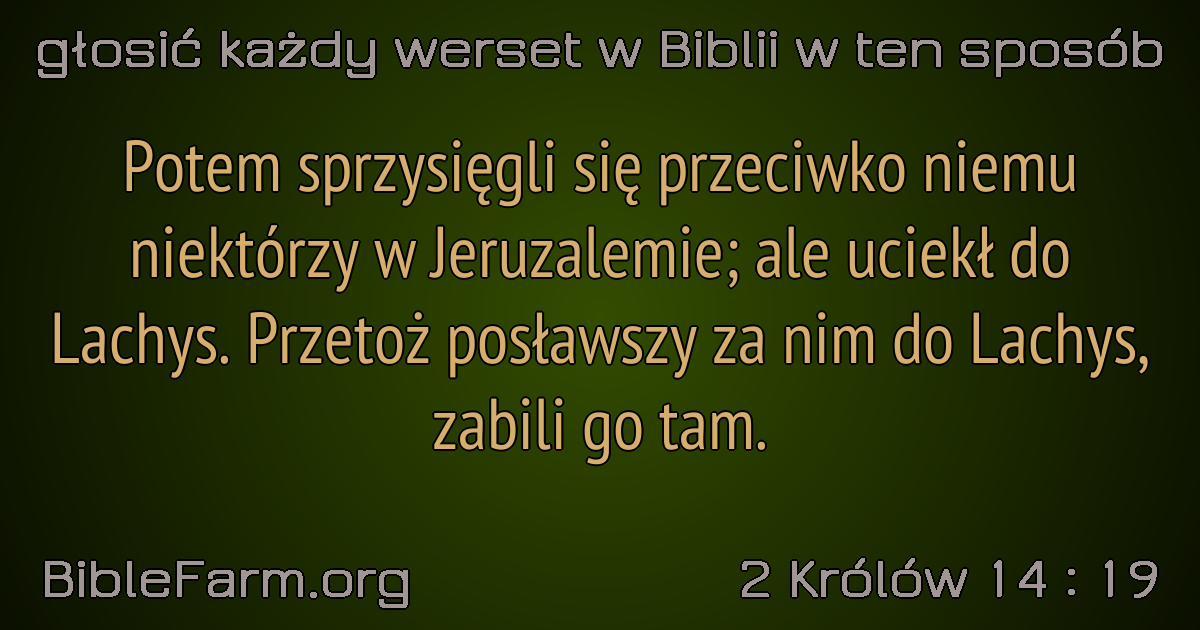 głosić każdy werset w Biblii w ten sposób
Potem sprzysięgli się przeciwko niemu
niektórzy w Jeruzalemie; ale uciekł do
Lachys. Przetoż posławszy za nim do Lachys,
zabili go tam.
BibleFarm.org
2 Królów 14 : 19